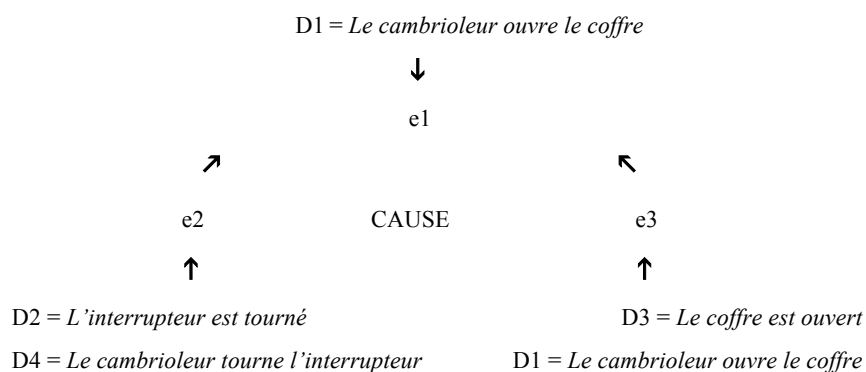 D1 = Le cambrioleur ouvre le coffre
↓
e1
↗ ↖
e2 CAUSE e3
↑ ↑
D2 = L’interrupteur est tourné D3 = Le coffre est ouvert
D4 = Le cambrioleur tourne l’interrupteur D1 = Le cambrioleur ouvre le coffre